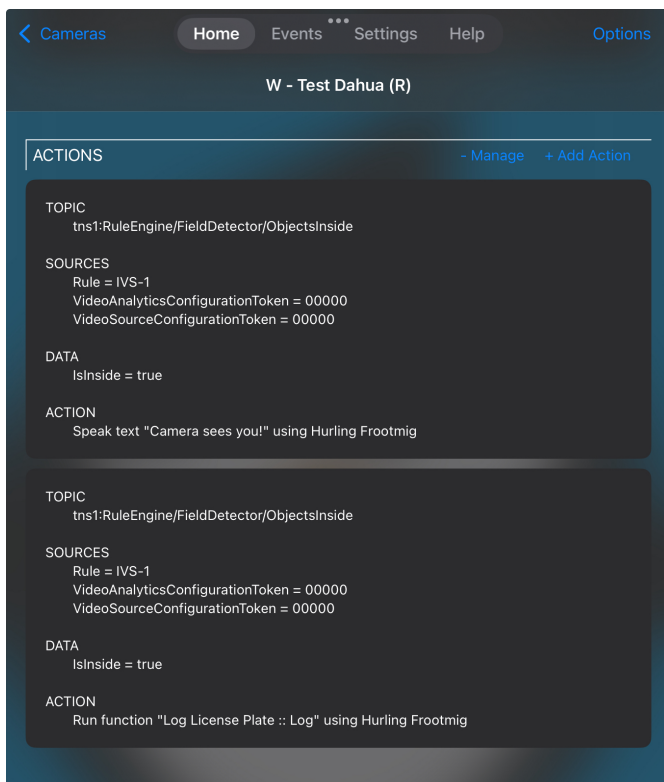 Cameras Home Events Settings Help Options
W - Test Dahua (R)
ACTIONS - Manage + Add Action
TOPIC
tns1:RuleEngine/FieldDetector/ObjectsInside
SOURCES
Rule = IVS-1
VideoAnalyticsConfigurationToken = 00000
VideoSourceConfigurationToken = 00000
DATA
IsInside = true
ACTION
Speak text "Camera sees you!" using Hurling Frootmig
TOPIC
tns1:RuleEngine/FieldDetector/ObjectsInside
SOURCES
Rule = IVS-1
VideoAnalyticsConfigurationToken = 00000
VideoSourceConfigurationToken = 00000
DATA
IsInside = true
ACTION
Run function "Log License Plate :: Log" using Hurling Frootmig